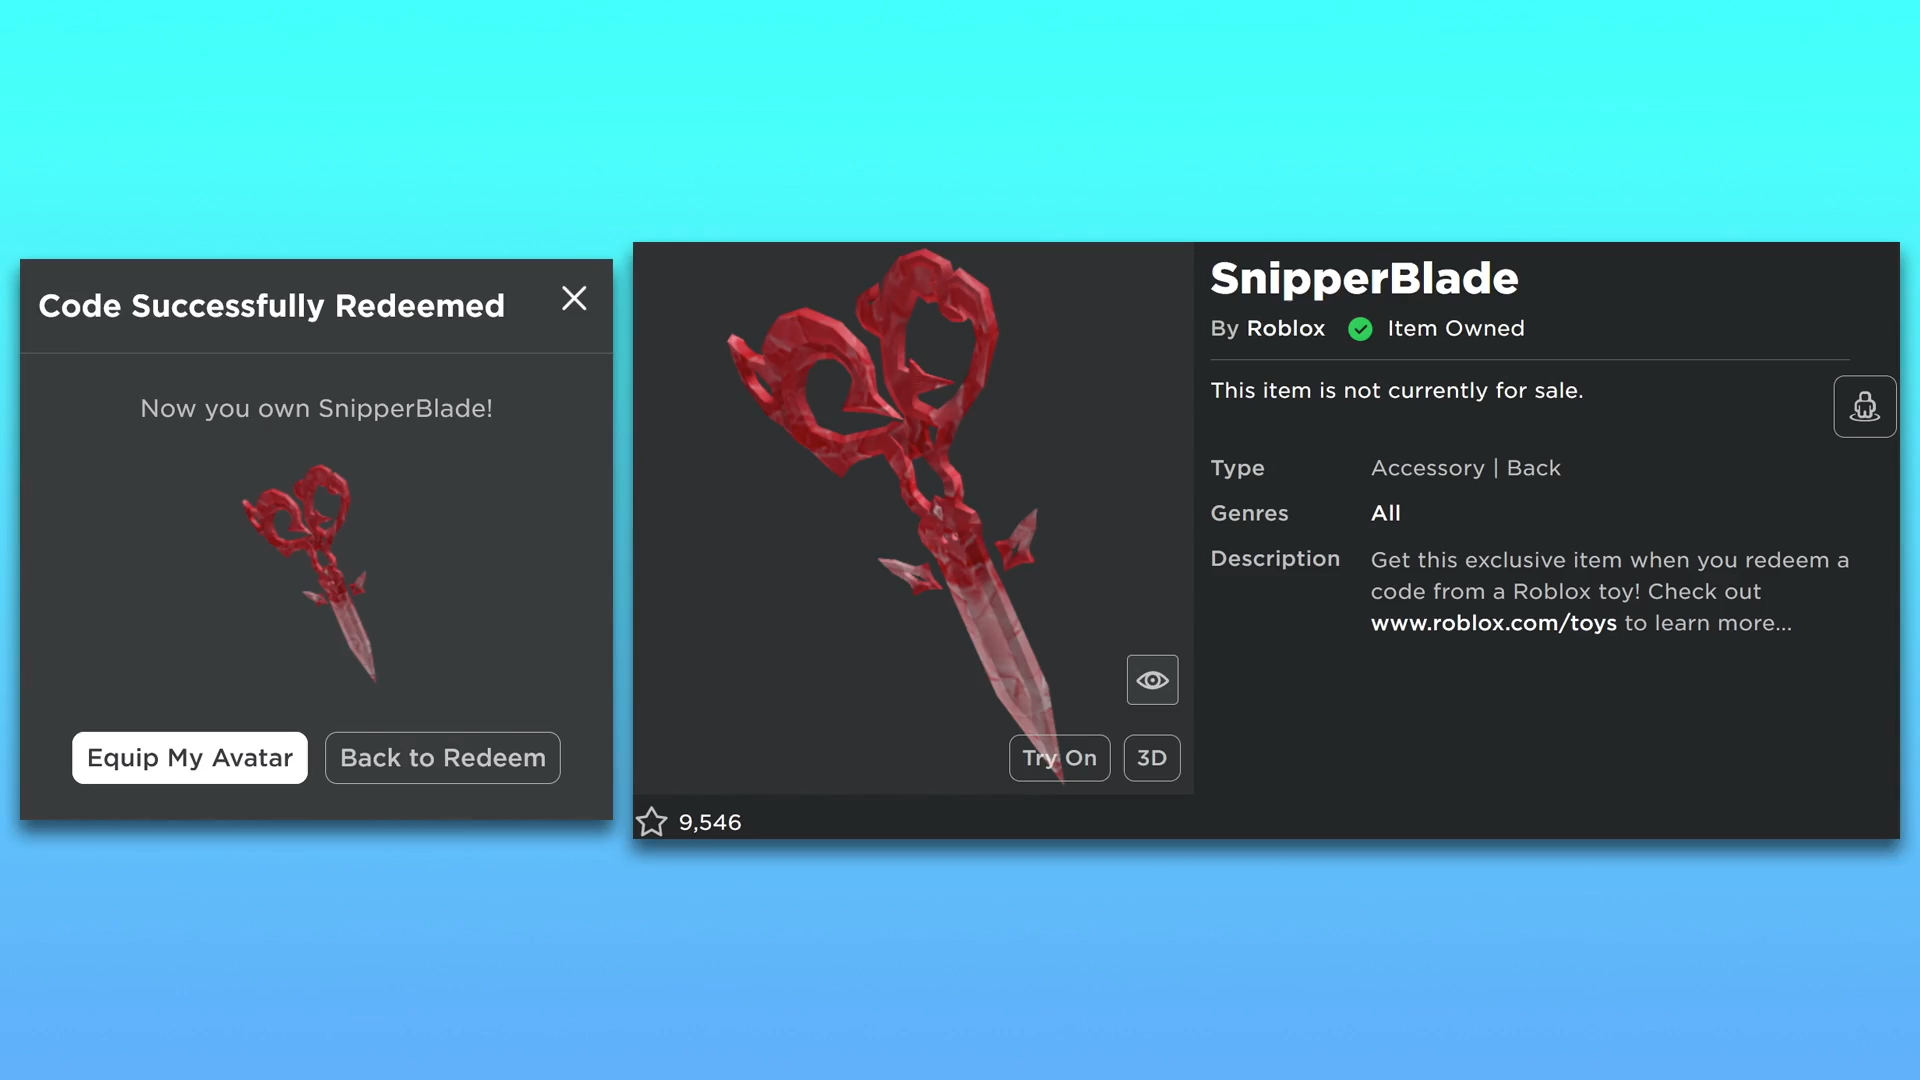 Code Successfully Redeemed
Now you own SnipperBlade!
Equip My Avatar
Back to Redeem
SnipperBlade
By Roblox Item Owned
This item is not currently for sale.
Type Accessory | Back
Genres All
Description Get this exclusive item when you redeem a
code from a Roblox toy! Check out
www.roblox.com/toys to learn more...
Try On
3D
9,546